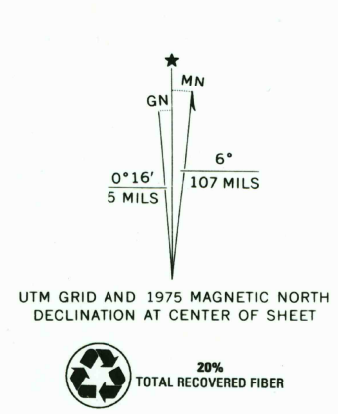 MN
GN
0°16'
5 MILS
6°
107 MILS
UTM GRID AND 1975 MAGNETIC NORTH
DECLINATION AT CENTER OF SHEET
20%
TOTAL RECOVERED FIBER